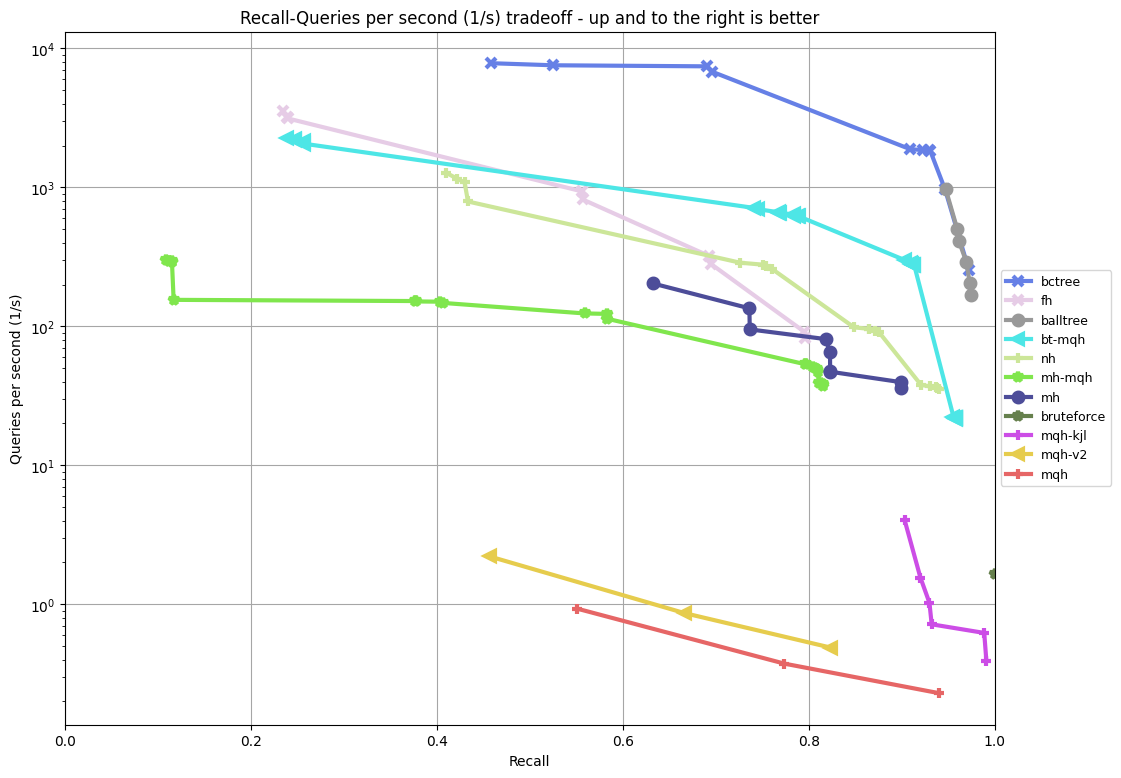 Recall-Queries per second (1/s) tradeoff - up and to the right is better
Queries per second (1/s)
10⁴
10³
10²
10¹
10⁰
0.0 0.2 0.4 0.6 0.8 1.0
Recall
bctree
fh
balltree
bt-mqh
nh
mh-mqh
mh
bruteforce
mqh-kjl
mqh-v2
mqh